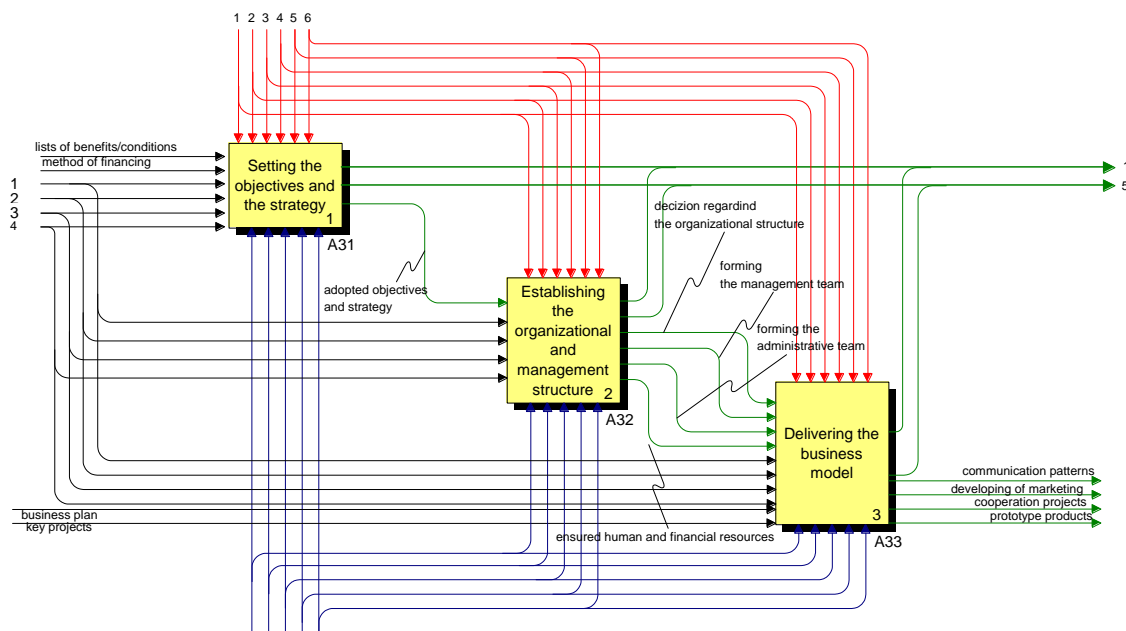 1 2 3 4 5 6
lists of benefits/conditions
method of financing
1
2
3
4
Setting the
objectives and
the strategy
1
A31
1
5
adopted objectives
and strategy
decizion regardind
the organizational structure
forming
the management team
forming the
administrative team
Establishing
the
organizational
and
management
structure
2
A32
Delivering the
business
model
3
A33
business plan
key projects
ensured human and financial resources
communication patterns
developing of marketing
cooperation projects
prototype products